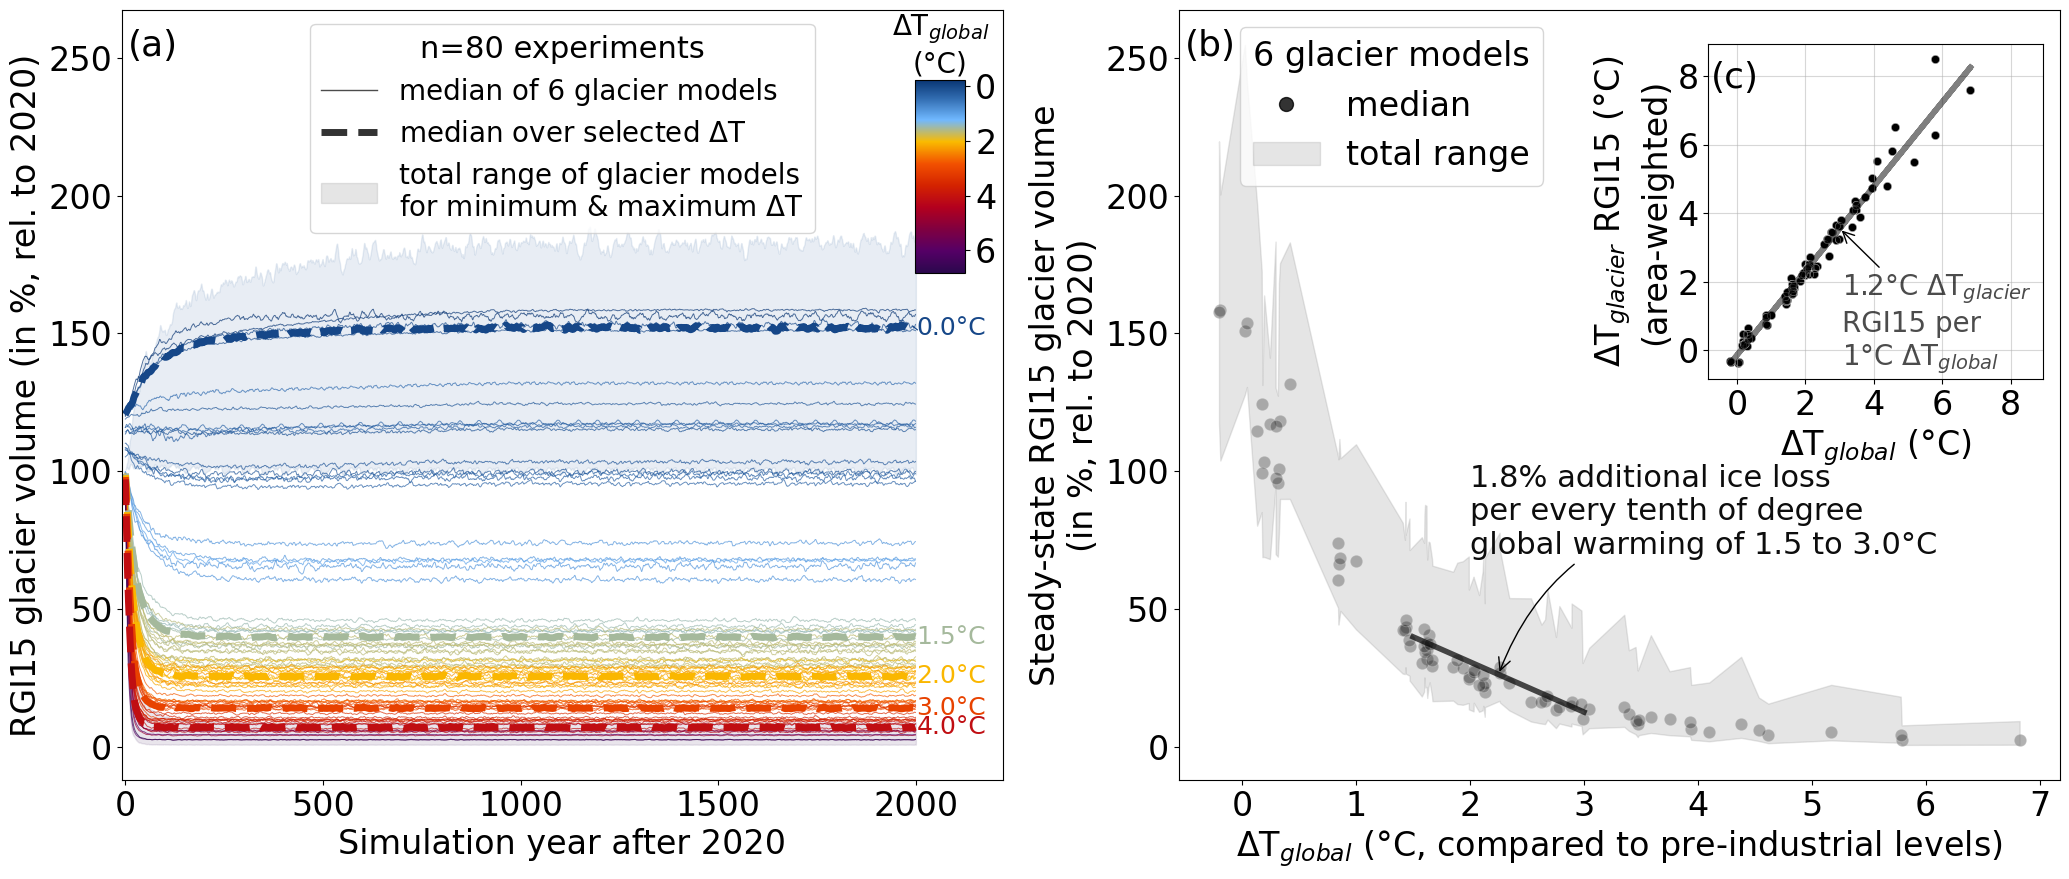 (a)
n=80 experiments
median of 6 glacier models
median over selected ΔT
total range of glacier models
for minimum & maximum ΔT
ΔT_global
(°C)
0
2
4
6
250
200
150
100
50
0
RGI15 glacier volume (in %, rel. to 2020)
0.0°C
1.5°C
2.0°C
3.0°C
4.0°C
0 500 1000 1500 2000
Simulation year after 2020
(b)
6 glacier models
median
total range
250
200
150
100
50
0
Steady-state RGI15 glacier volume
(in %, rel. to 2020)
1.8% additional ice loss
per every tenth of degree
global warming of 1.5 to 3.0°C
0 1 2 3 4 5 6 7
ΔT_global (°C, compared to pre-industrial levels)
(c)
8
6
4
2
0
ΔT_glacier RGI15 (°C)
(area-weighted)
1.2°C ΔT_glacier
RGI15 per
1°C ΔT_global
0 2 4 6 8
ΔT_global (°C)